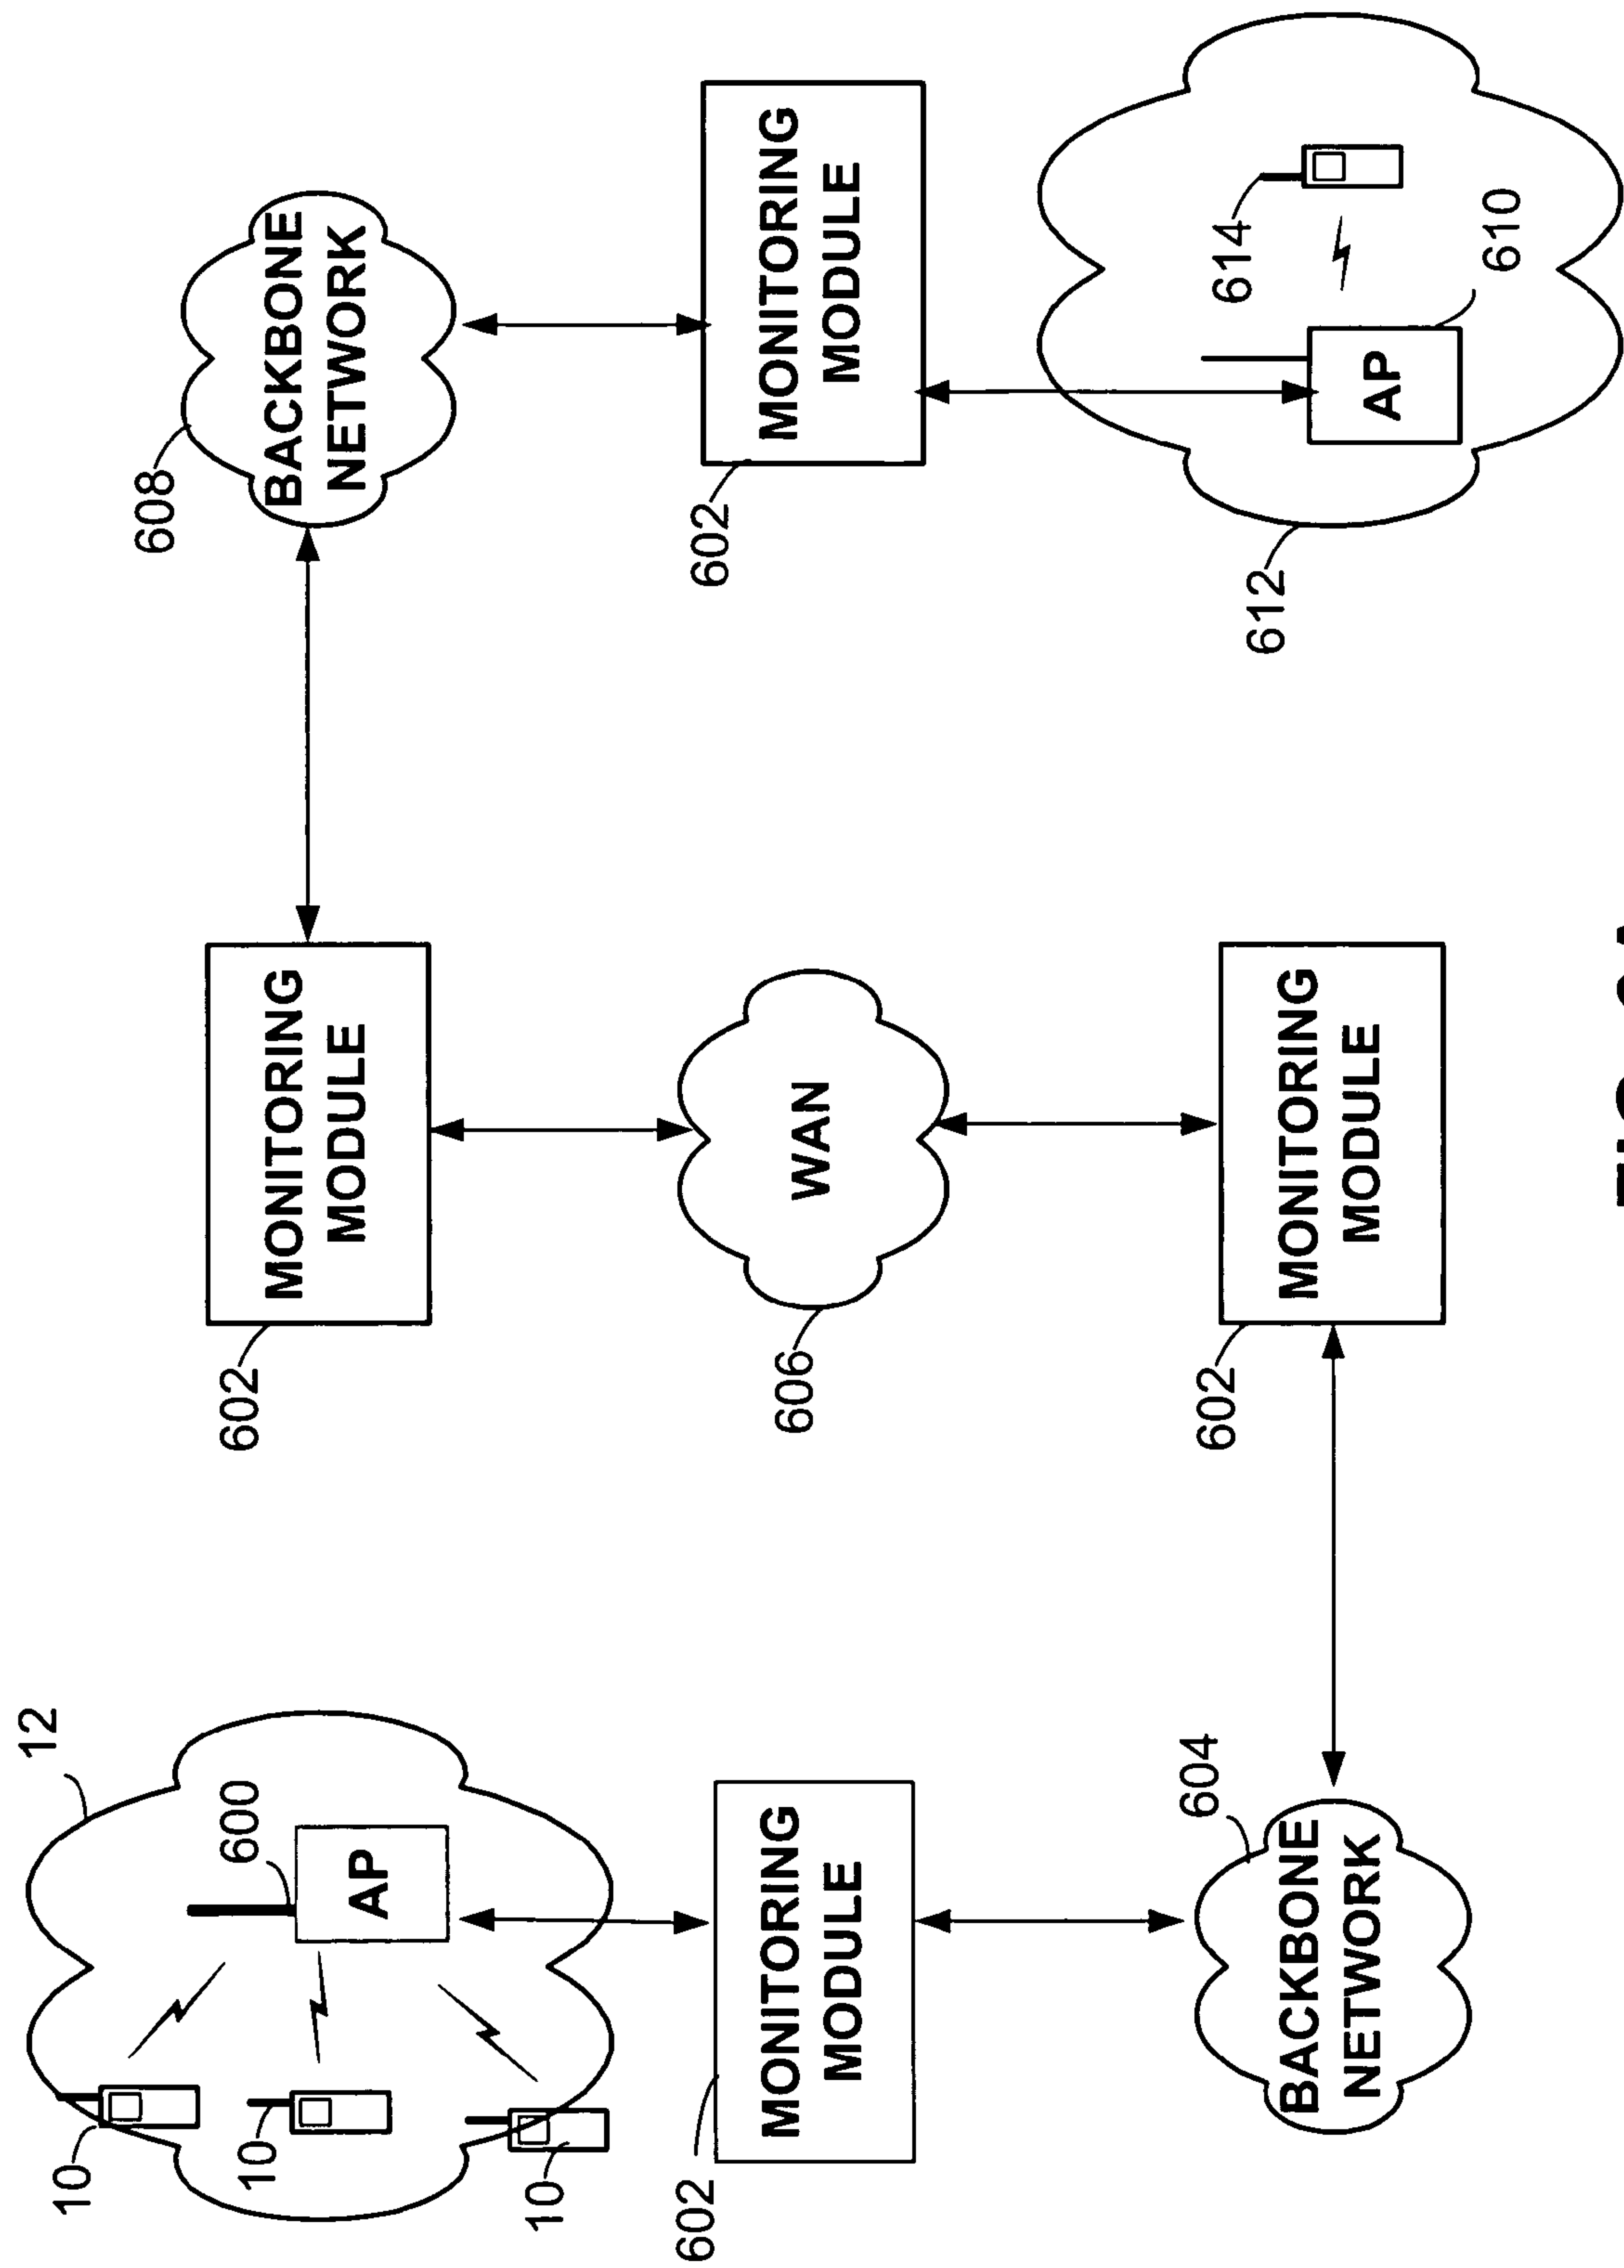 12
10
10
600
AP
10
602
MONITORING
MODULE
604
BACKBONE
NETWORK
602
MONITORING
MODULE
606
WAN
602
MONITORING
MODULE
608
BACKBONE
NETWORK
602
MONITORING
MODULE
612
614
AP
610